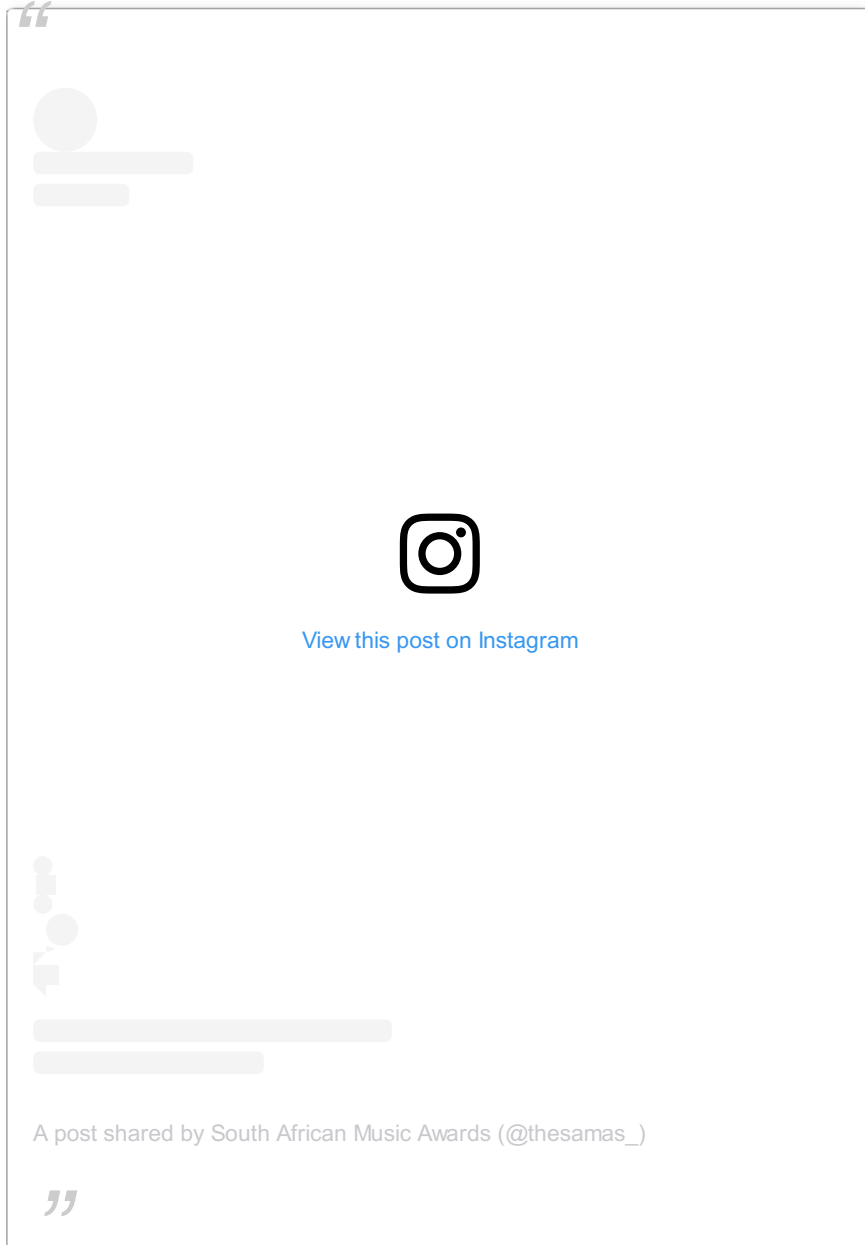 “
View this post on Instagram
A post shared by South African Music Awards (@thesamas_)
”